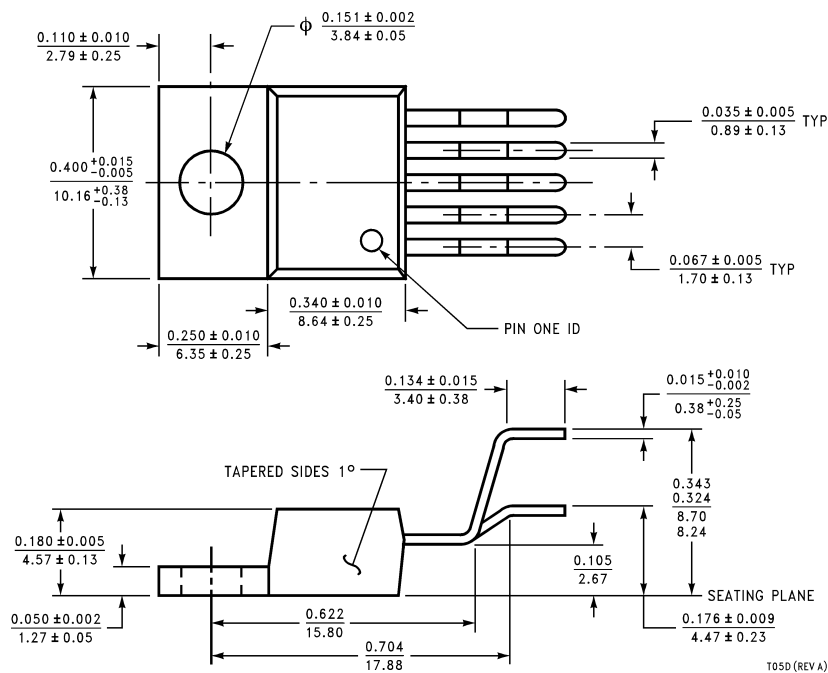 ϕ 0.151 ± 0.002
3.84 ± 0.05
0.110 ± 0.010
2.79 ± 0.25
0.035 ± 0.005
0.89 ± 0.13 TYP
0.400 +0.015 -0.005
10.16 +0.38 -0.13
0.067 ± 0.005
1.70 ± 0.13 TYP
0.340 ± 0.010
8.64 ± 0.25
PIN ONE ID
0.250 ± 0.010
6.35 ± 0.25
0.134 ± 0.015
3.40 ± 0.38
0.015 +0.010 -0.002
0.38 +0.25 -0.05
TAPERED SIDES 1°
0.343
0.324
8.70
8.24
0.180 ± 0.005
4.57 ± 0.13
0.105
2.67
SEATING PLANE
0.050 ± 0.002
1.27 ± 0.05
0.622
15.80
0.176 ± 0.009
4.47 ± 0.23
0.704
17.88
T05D (REV A)